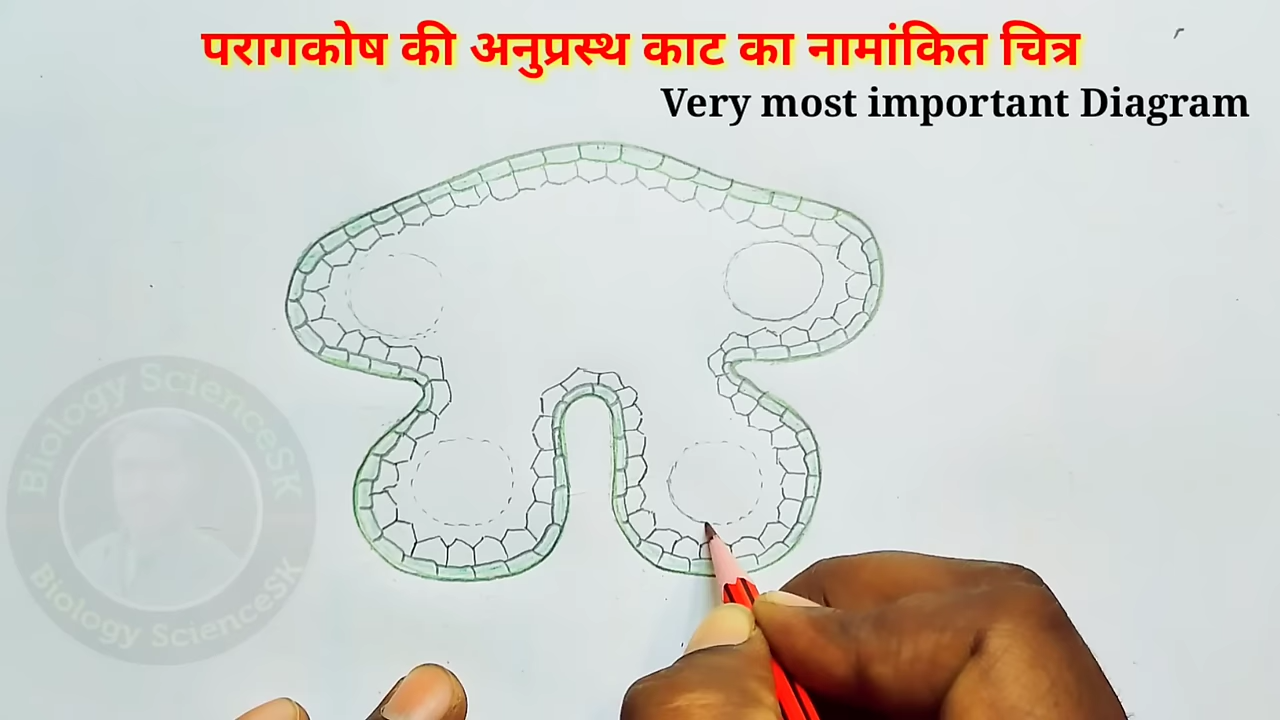 परागकोष की अनुप्रस्थ काट का नामांकित चित्र
Very most important Diagram
Biology ScienceSK
Biology ScienceSK